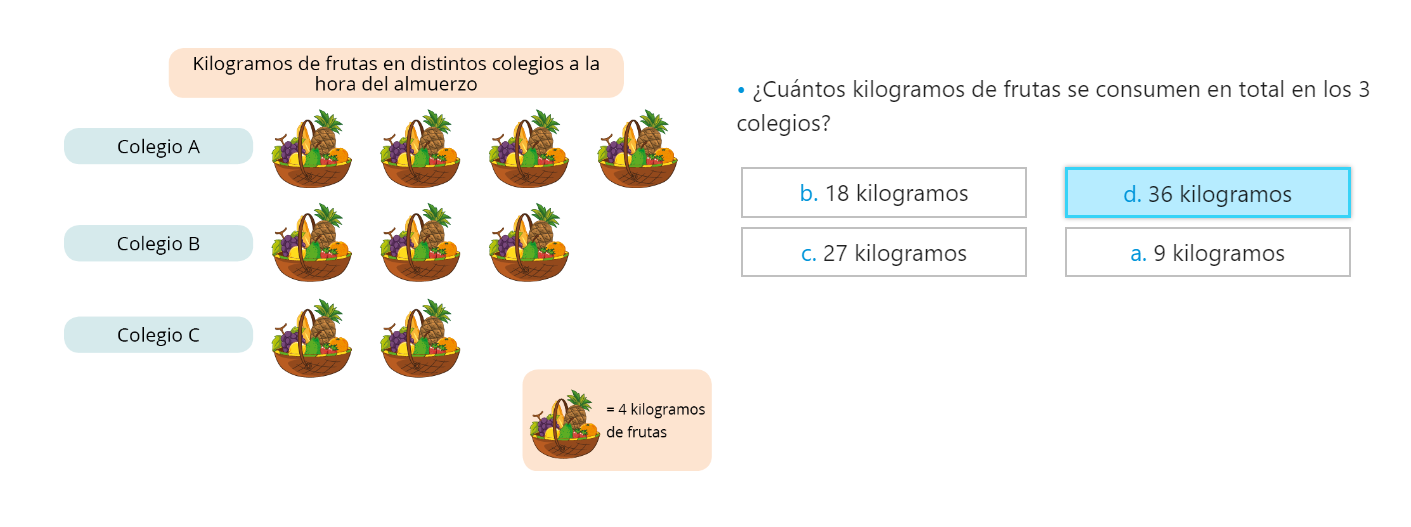 Kilogramos de frutas en distintos colegios a la
hora del almuerzo
Colegio A
Colegio B
Colegio C
= 4 kilogramos
de frutas
• ¿Cuántos kilogramos de frutas se consumen en total en los 3
colegios?
b. 18 kilogramos
d. 36 kilogramos
c. 27 kilogramos
a. 9 kilogramos